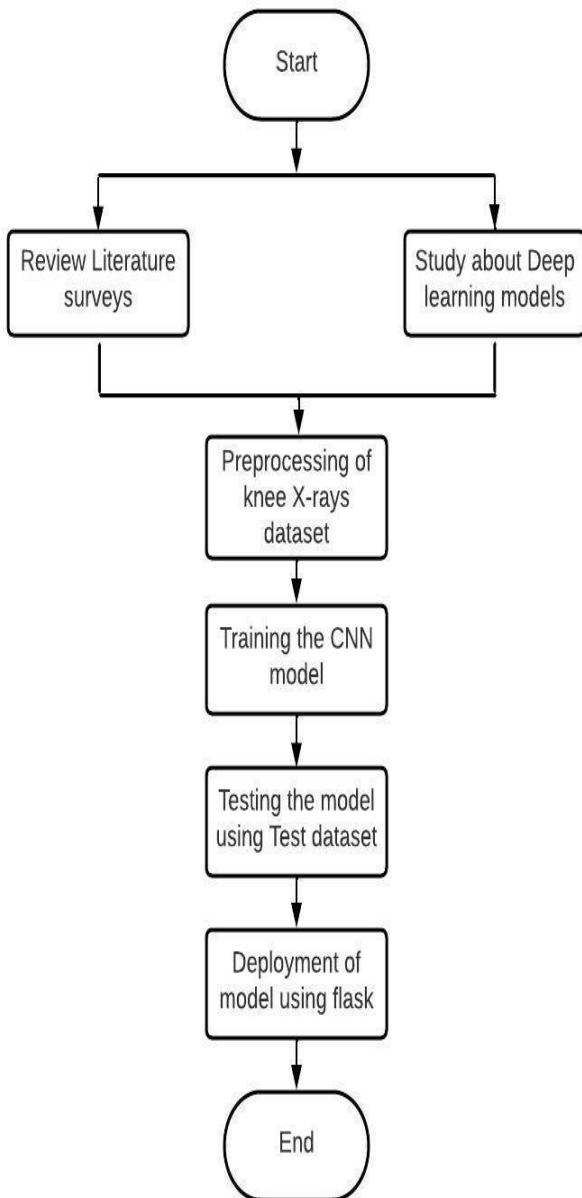 Start
Review Literature
surveys
Study about Deep
learning models
Preprocessing of
knee X-rays
dataset
Training the CNN
model
Testing the model
using Test dataset
Deployment of
model using flask
End